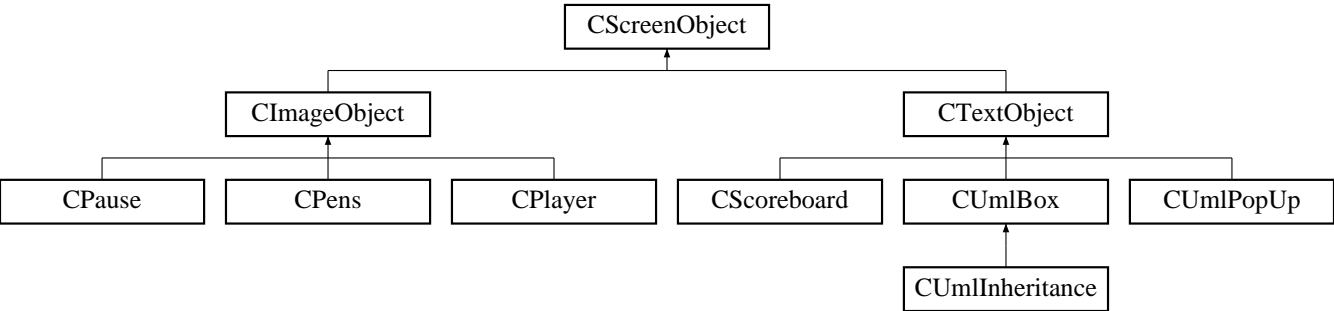 CScreenObject
CImageObject CTextObject
CPause CPens CPlayer CScoreboard CUmlBox CUmlPopUp
CUmlInheritance